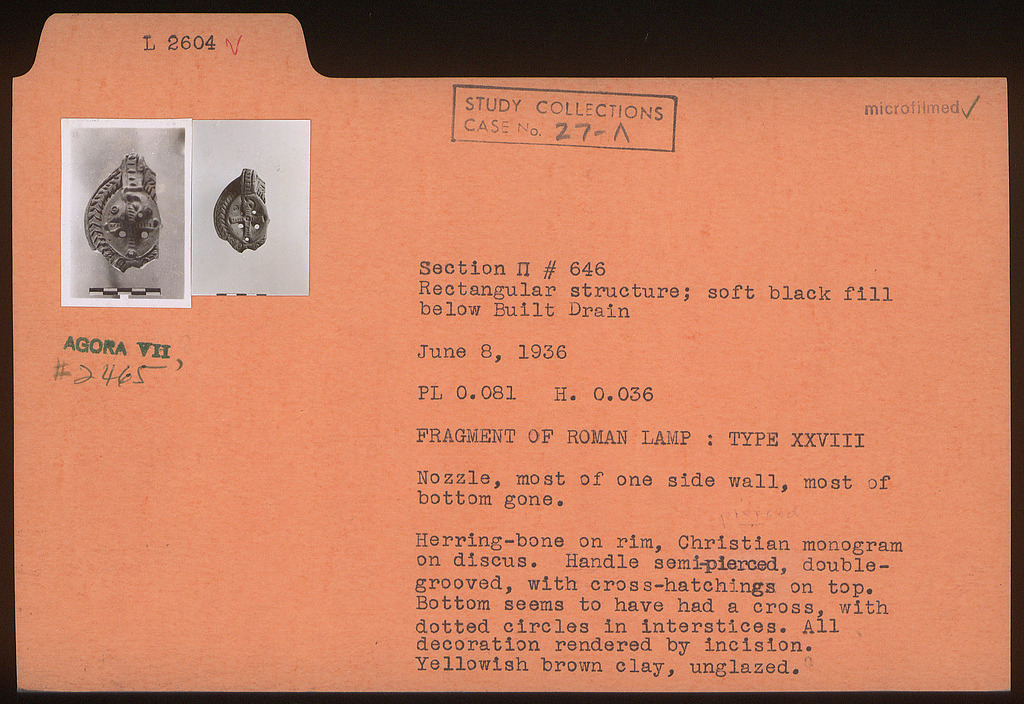 L 2604 ✓
STUDY COLLECTIONS
CASE No. 27-Λ
microfilmed ✓
AGORA VII,
#2465
Section Π # 646
Rectangular structure; soft black fill
below Built Drain
June 8, 1936
PL 0.081 H. 0.036
FRAGMENT OF ROMAN LAMP : TYPE XXVIII
Nozzle, most of one side wall, most of
bottom gone.
pierced
Herring-bone on rim, Christian monogram
on discus. Handle semi-pierced, double-
grooved, with cross-hatchings on top.
Bottom seems to have had a cross, with
dotted circles in interstices. All
decoration rendered by incision.
Yellowish brown clay, unglazed.